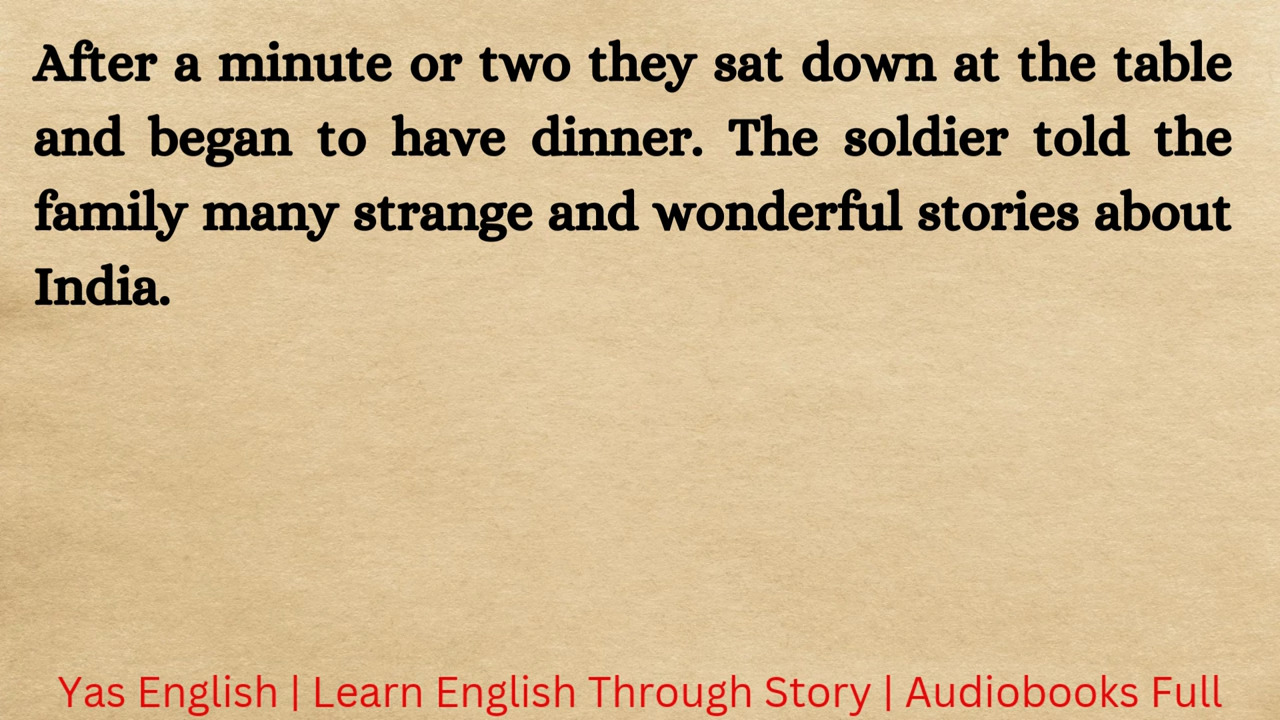 After a minute or two they sat down at the table
and began to have dinner. The soldier told the
family many strange and wonderful stories about
India.
Yas English | Learn English Through Story | Audiobooks Full